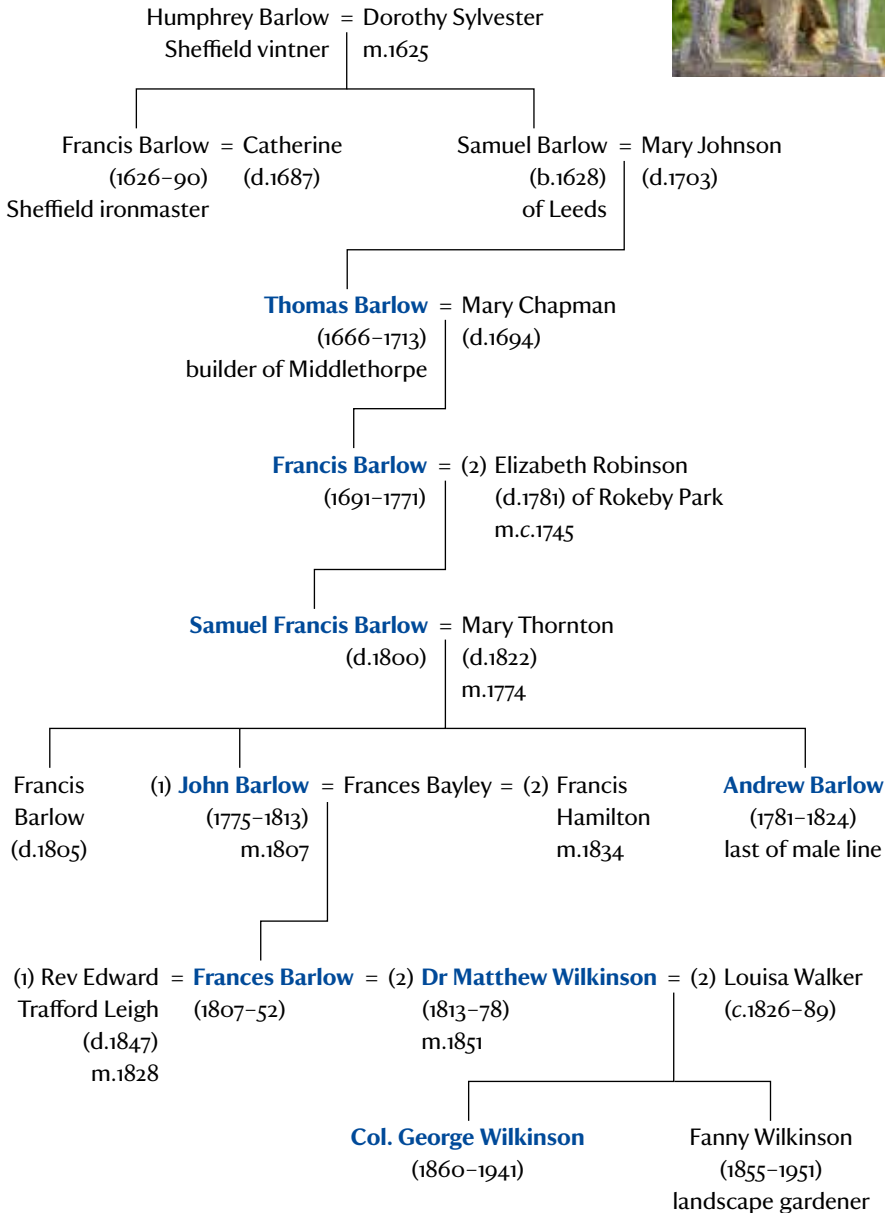 Humphrey Barlow = Dorothy Sylvester
Sheffield vintner m.1625
Francis Barlow = Catherine
(1626–90) (d.1687)
Sheffield ironmaster
Samuel Barlow = Mary Johnson
(b.1628) (d.1703)
of Leeds
Thomas Barlow = Mary Chapman
(1666–1713) (d.1694)
builder of Middlethorpe
Francis Barlow = (2) Elizabeth Robinson
(1691–1771) (d.1781) of Rokeby Park
m.c.1745
Samuel Francis Barlow = Mary Thornton
(d.1800) (d.1822)
m.1774
Francis
Barlow
(d.1805)
(1) John Barlow = Frances Bayley = (2) Francis
(1775–1813) Hamilton
m.1807 m.1834
Andrew Barlow
(1781–1824)
last of male line
(1) Rev Edward = Frances Barlow = (2) Dr Matthew Wilkinson = (2) Louisa Walker
Trafford Leigh (1807–52) (1813–78) (c.1826–89)
(d.1847) m.1851
m.1828
Col. George Wilkinson
(1860–1941)
Fanny Wilkinson
(1855–1951)
landscape gardener